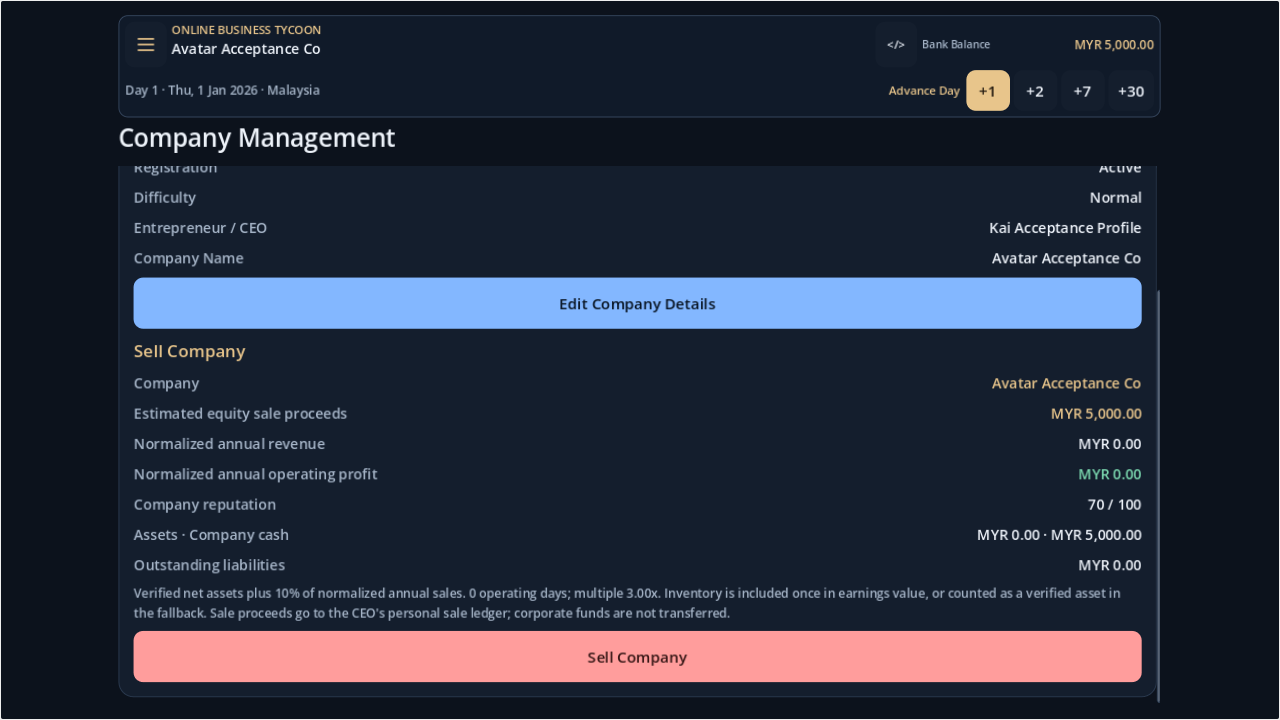 ONLINE BUSINESS TYCOON
Avatar Acceptance Co
</>
Bank Balance
MYR 5,000.00
Day 1 · Thu, 1 Jan 2026 · Malaysia
Advance Day
+1
+2
+7
+30
Company Management
Registration
Active
Difficulty
Normal
Entrepreneur / CEO
Kai Acceptance Profile
Company Name
Avatar Acceptance Co
Edit Company Details
Sell Company
Company
Avatar Acceptance Co
Estimated equity sale proceeds
MYR 5,000.00
Normalized annual revenue
MYR 0.00
Normalized annual operating profit
MYR 0.00
Company reputation
70 / 100
Assets · Company cash
MYR 0.00 · MYR 5,000.00
Outstanding liabilities
MYR 0.00
Verified net assets plus 10% of normalized annual sales. 0 operating days; multiple 3.00x. Inventory is included once in earnings value, or counted as a verified asset in
the fallback. Sale proceeds go to the CEO's personal sale ledger; corporate funds are not transferred.
Sell Company